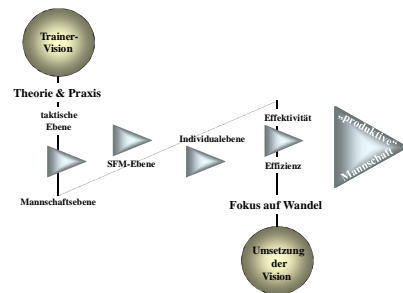 Trainer-
Vision
Theorie & Praxis
taktische
Ebene
Mannschaftsebene
SFM-Ebene
Individualebene
Effektivität
Effizienz
„produktive“
Mannschaft
Fokus auf Wandel
Umsetzung
der
Vision